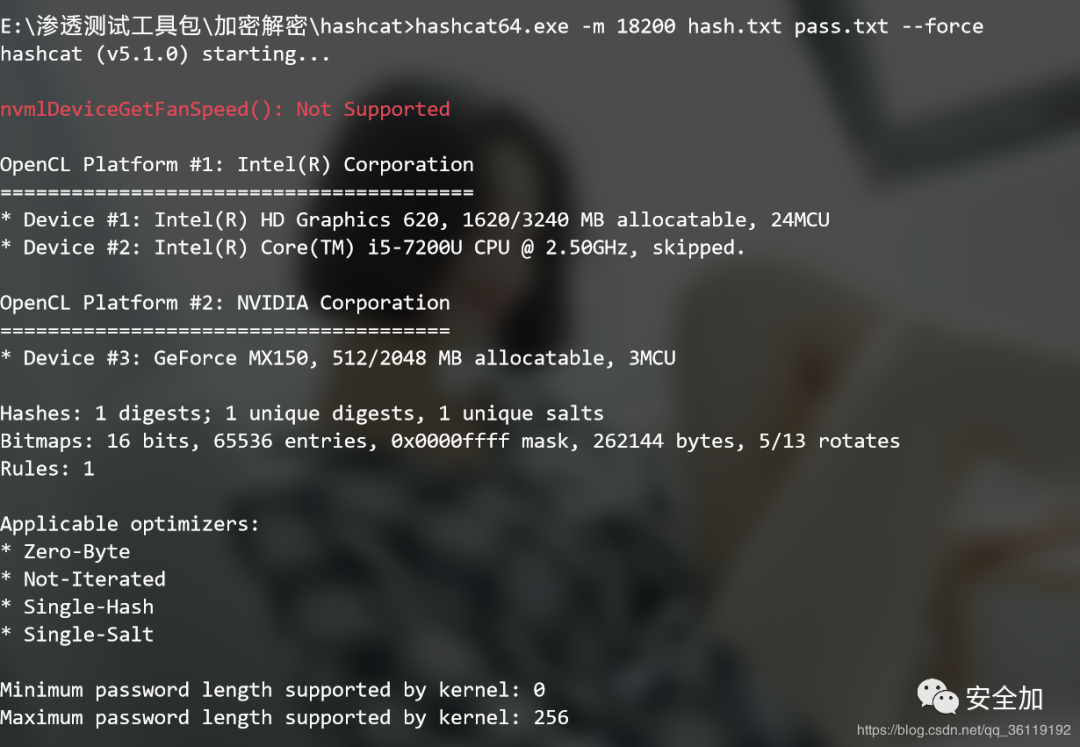 E:\渗透测试工具包\加密解密\hashcat>hashcat64.exe -m 18200 hash.txt pass.txt --force
hashcat (v5.1.0) starting...
nvmlDeviceGetFanSpeed(): Not Supported
OpenCL Platform #1: Intel(R) Corporation
========================================
* Device #1: Intel(R) HD Graphics 620, 1620/3240 MB allocatable, 24MCU
* Device #2: Intel(R) Core(TM) i5-7200U CPU @ 2.50GHz, skipped.
OpenCL Platform #2: NVIDIA Corporation
======================================
* Device #3: GeForce MX150, 512/2048 MB allocatable, 3MCU
Hashes: 1 digests; 1 unique digests, 1 unique salts
Bitmaps: 16 bits, 65536 entries, 0x0000ffff mask, 262144 bytes, 5/13 rotates
Rules: 1
Applicable optimizers:
* Zero-Byte
* Not-Iterated
* Single-Hash
* Single-Salt
Minimum password length supported by kernel: 0
Maximum password length supported by kernel: 256
安全加
https://blog.csdn.net/qq_36119192